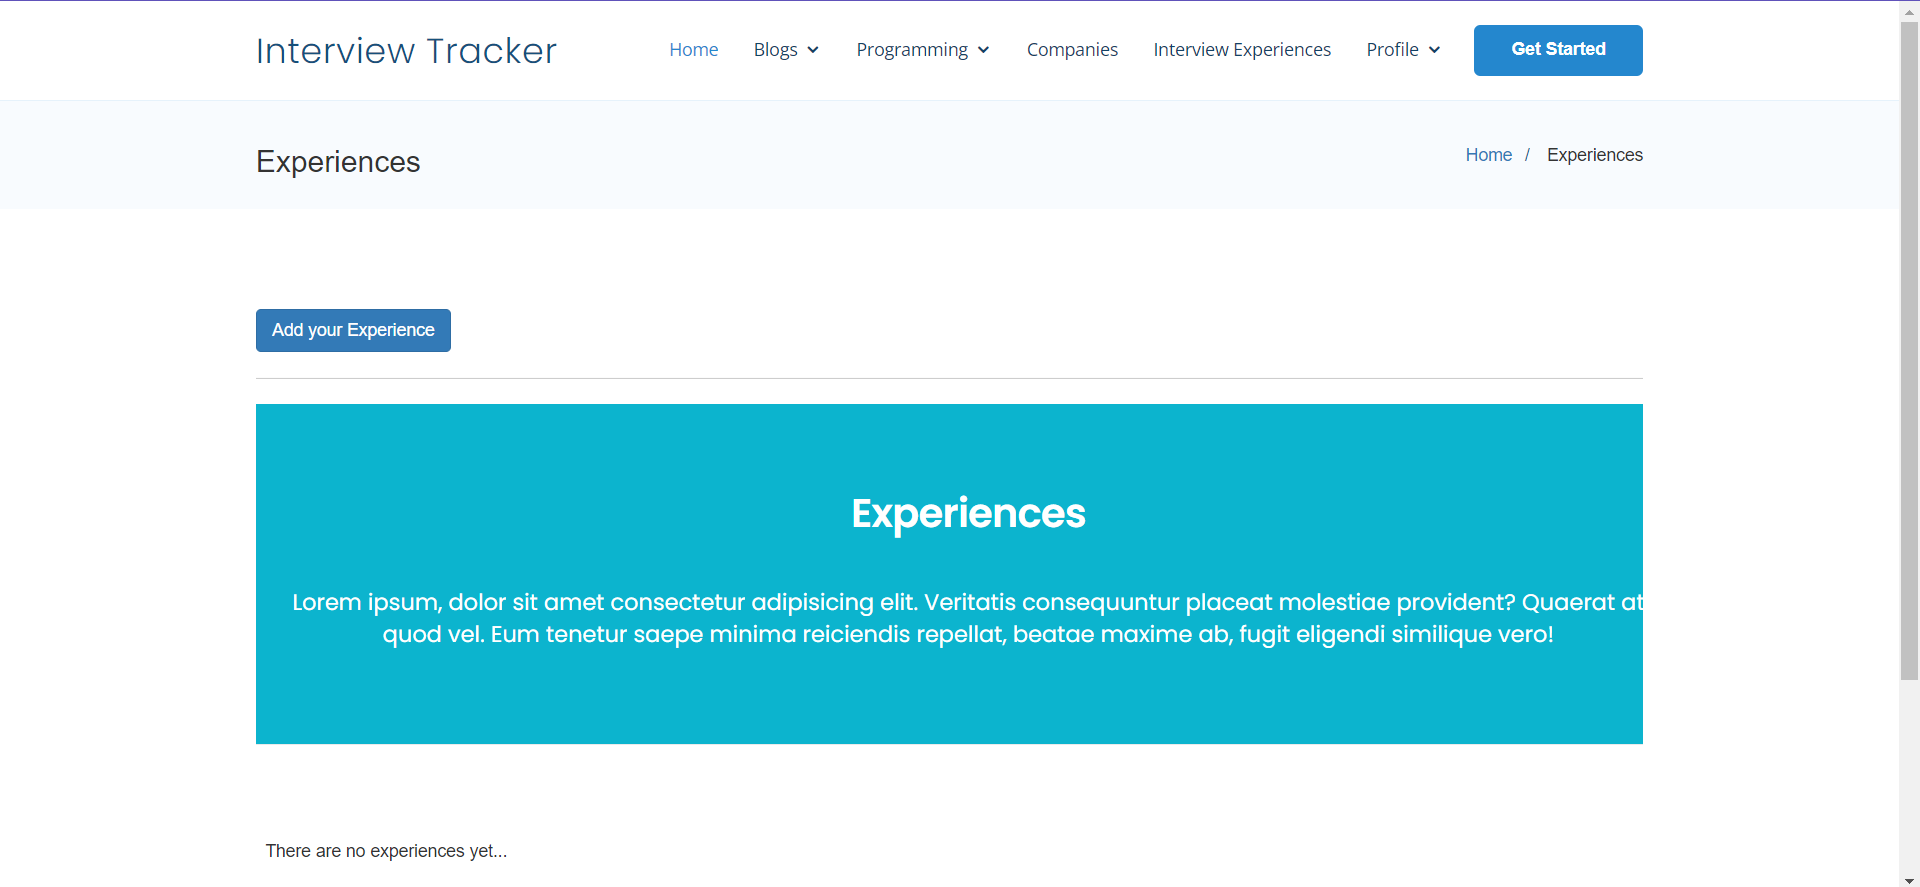 Interview Tracker
Home Blogs Programming Companies Interview Experiences Profile Get Started
Experiences
Home / Experiences
Add your Experience
Experiences
Lorem ipsum, dolor sit amet consectetur adipisicing elit. Veritatis consequuntur placeat molestiae provident? Quaerat at
quod vel. Eum tenetur saepe minima reiciendis repellat, beatae maxime ab, fugit eligendi similique vero!
There are no experiences yet...